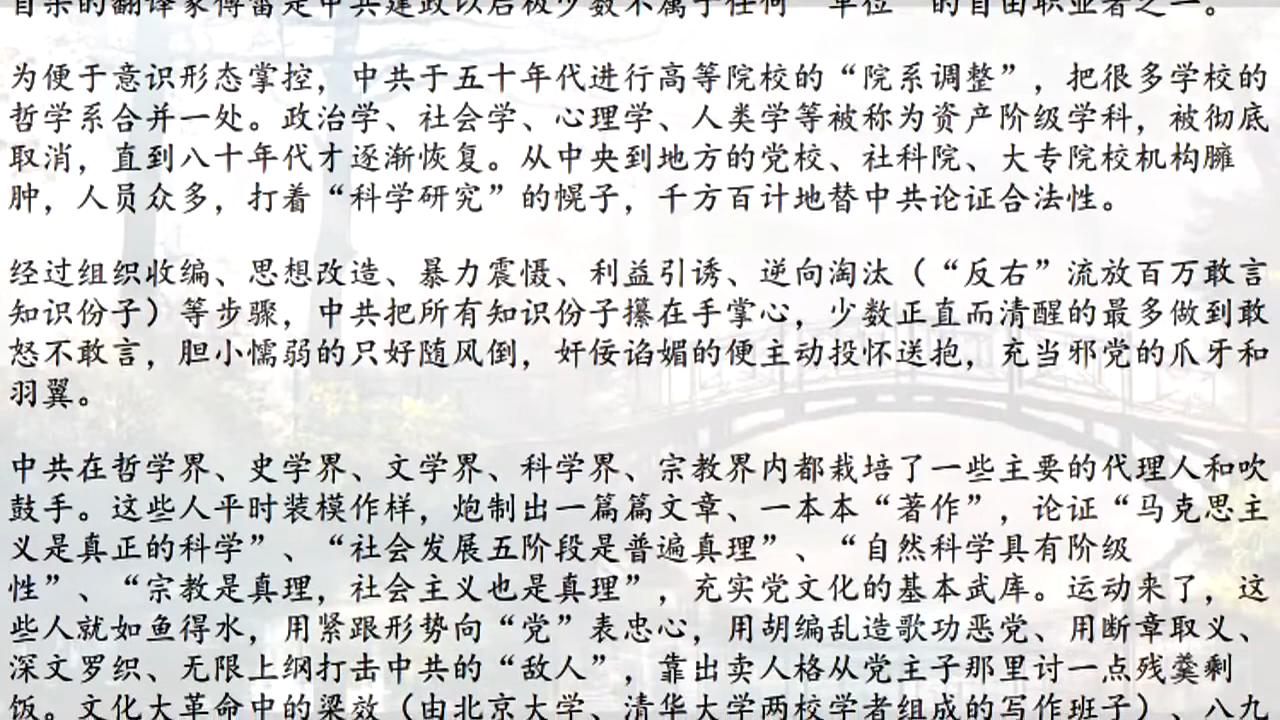 自杀的翻译家傅雷是中共建政以后极少数不属于任何“单位”的自由职业者之一。
为便于意识形态掌控，中共于五十年代进行高等院校的“院系调整”，把很多学校的
哲学系合并一处。政治学、社会学、心理学、人类学等被称为资产阶级学科，被彻底
取消，直到八十年代才逐渐恢复。从中央到地方的党校、社科院、大专院校机构臃
肿，人员众多，打着“科学研究”的幌子，千方百计地替中共论证合法性。
经过组织收编、思想改造、暴力震慑、利益引诱、逆向淘汰（“反右”流放百万敢言
知识份子）等步骤，中共把所有知识份子攥在手掌心，少数正直而清醒的最多做到敢
怒不敢言，胆小懦弱的只好随风倒，奸佞谄媚的便主动投怀送抱，充当邪党的爪牙和
羽翼。
中共在哲学界、史学界、文学界、科学界、宗教界内都栽培了一些主要的代理人和吹
鼓手。这些人平时装模作样，炮制出一篇篇文章、一本本“著作”，论证“马克思主
义是真正的科学”、“社会发展五阶段是普遍真理”、“自然科学具有阶级
性”、“宗教是真理，社会主义也是真理”，充实党文化的基本武库。运动来了，这
些人就如鱼得水，用紧跟形势向“党”表忠心，用胡编乱造歌功恶党、用断章取义、
深文罗织、无限上纲打击中共的“敌人”，靠出卖人格从党主子那里讨一点残羹剩
饭。文化大革命中的梁效（由北京大学、清华大学两校学者组成的写作班子）、八九